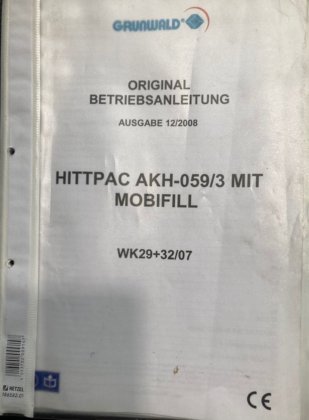 GRUNWALD®
ORIGINAL
BETRIEBSANLEITUNG
AUSGABE 12/2008
HITTPAC AKH-059/3 MIT
MOBIFILL
WK29+32/07
CE